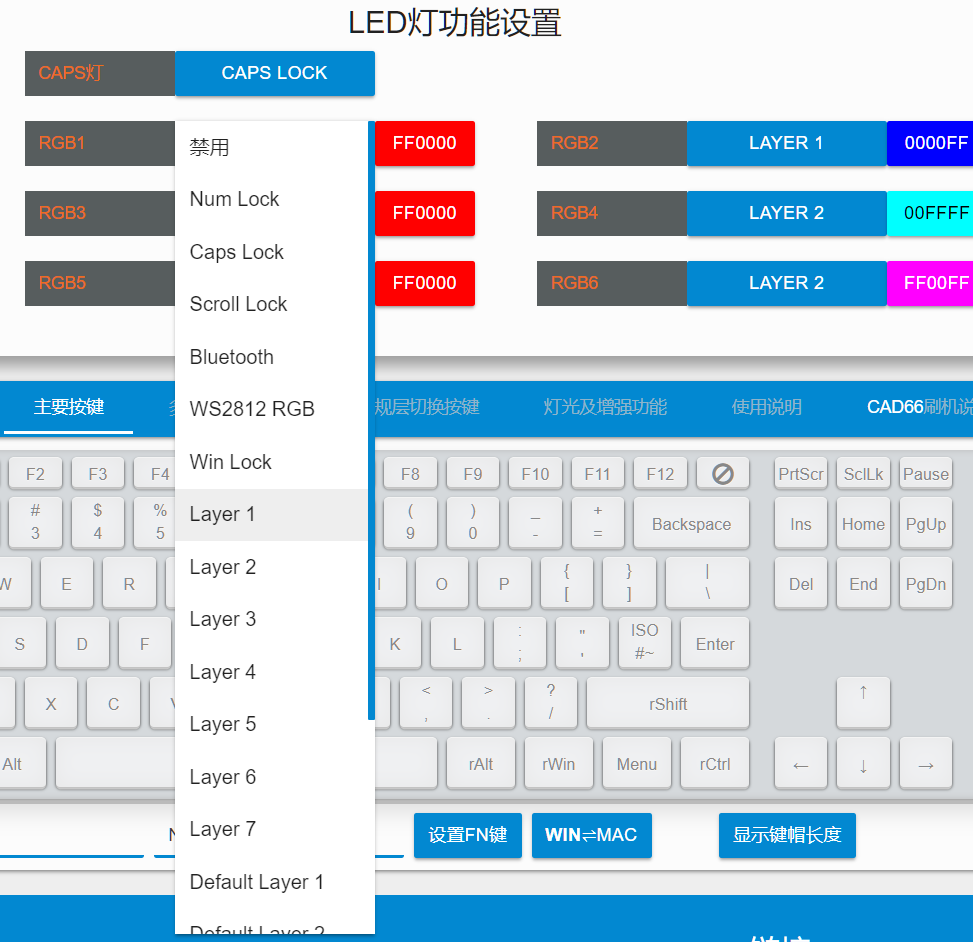 LED灯功能设置
CAPS灯 CAPS LOCK
RGB1 FF0000 RGB2 LAYER 1 0000FF
RGB3 FF0000 RGB4 LAYER 2 00FFFF
RGB5 FF0000 RGB6 LAYER 2 FF00FF
禁用
Num Lock
Caps Lock
Scroll Lock
Bluetooth
WS2812 RGB
Win Lock
Layer 1
Layer 2
Layer 3
Layer 4
Layer 5
Layer 6
Layer 7
Default Layer 1
Default Layer 2
主要按键 规层切换按键 灯光及增强功能 使用说明 CAD66刷机说
F2 F3 F4 F8 F9 F10 F11 F12 PrtScr SclLk Pause
# $ % ( ) _ +
3 4 5 9 0 - = Backspace Ins Home PgUp
W E R I O P { } | Del End PgDn
[ ] \
S D F K L : " ISO Enter
; ' #~
X C V < > ? rShift ↑
, . /
Alt rAlt rWin Menu rCtrl ← ↓ →
设置FN键 WIN⇌MAC 显示键帽长度